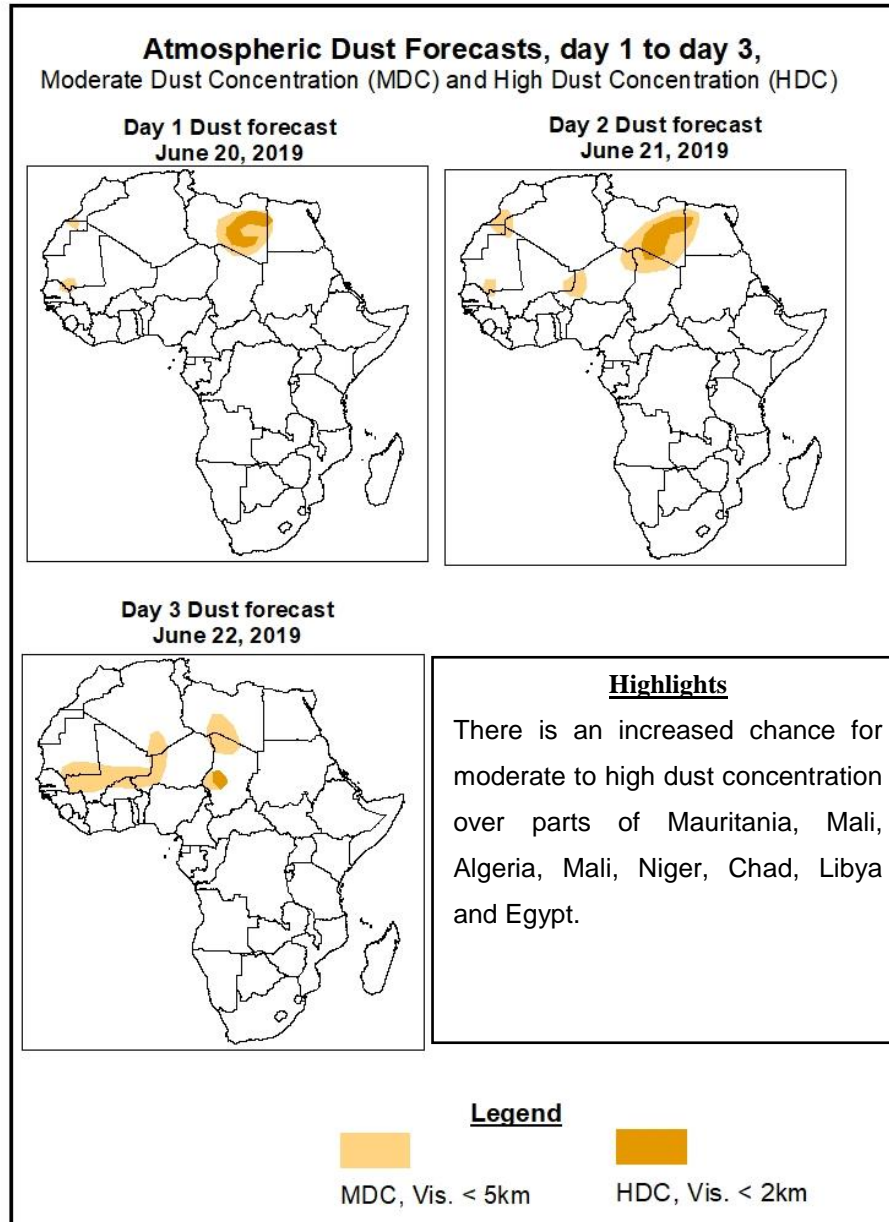 Atmospheric Dust Forecasts, day 1 to day 3,
Moderate Dust Concentration (MDC) and High Dust Concentration (HDC)
Day 1 Dust forecast
June 20, 2019
Day 2 Dust forecast
June 21, 2019
Day 3 Dust forecast
June 22, 2019
Highlights
There is an increased chance for
moderate to high dust concentration
over parts of Mauritania, Mali,
Algeria, Mali, Niger, Chad, Libya
and Egypt.
Legend
MDC, Vis. < 5km
HDC, Vis. < 2km